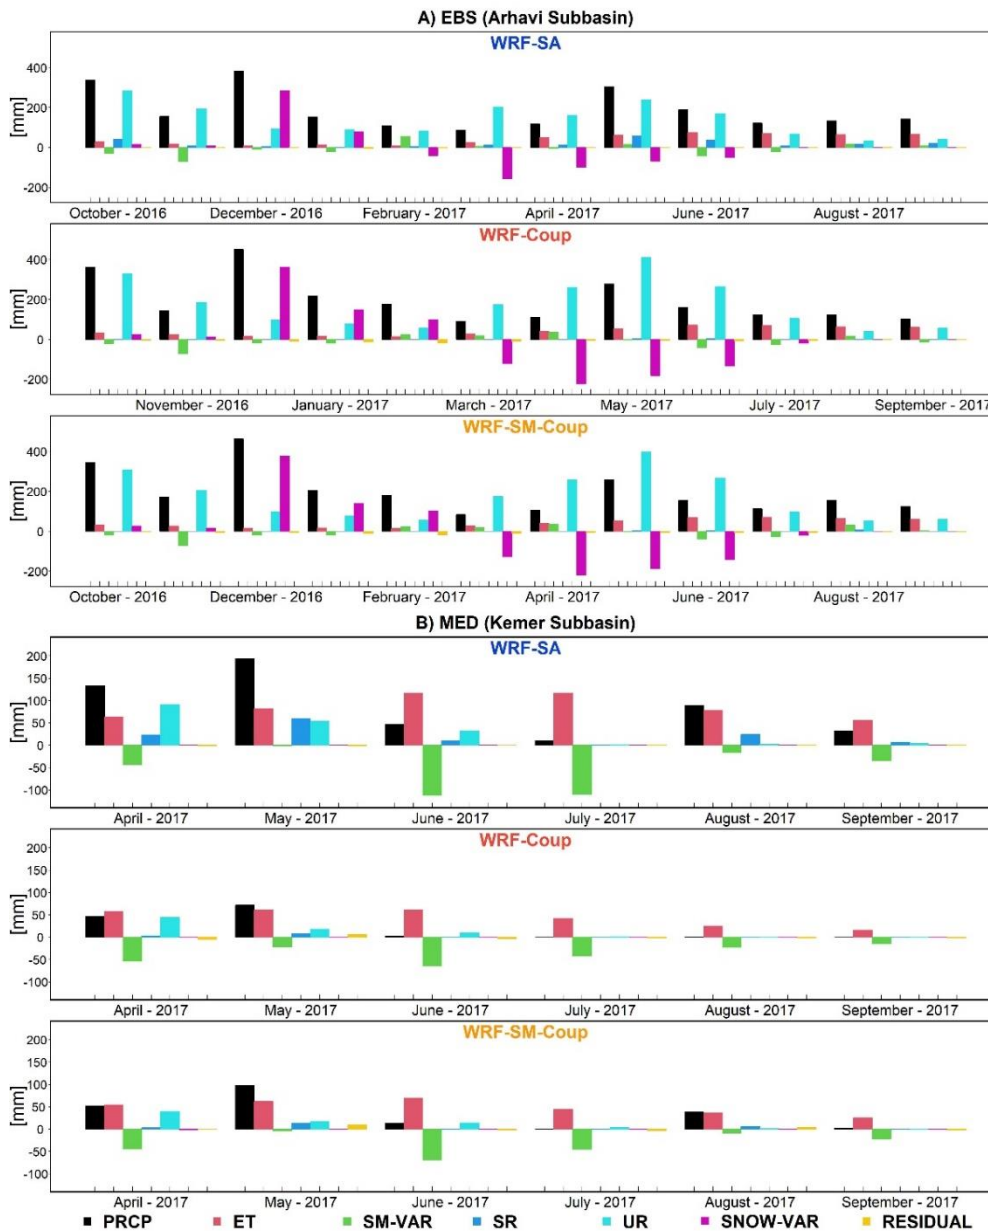 A) EBS (Arhavi Subbasin)
WRF-SA
[mm]
400
200
0
-200
October - 2016 December - 2016 February - 2017 April - 2017 June - 2017 August - 2017
WRF-Coup
[mm]
400
200
0
-200
November - 2016 January - 2017 March - 2017 May - 2017 July - 2017 September - 2017
WRF-SM-Coup
[mm]
400
200
0
-200
October - 2016 December - 2016 February - 2017 April - 2017 June - 2017 August - 2017
B) MED (Kemer Subbasin)
WRF-SA
[mm]
200
150
100
50
0
-50
-100
April - 2017 May - 2017 June - 2017 July - 2017 August - 2017 September - 2017
WRF-Coup
[mm]
200
150
100
50
0
-50
-100
April - 2017 May - 2017 June - 2017 July - 2017 August - 2017 September - 2017
WRF-SM-Coup
[mm]
200
150
100
50
0
-50
-100
April - 2017 May - 2017 June - 2017 July - 2017 August - 2017 September - 2017
PRCP ET SM-VAR SR UR SNOW-VAR RESIDUAL